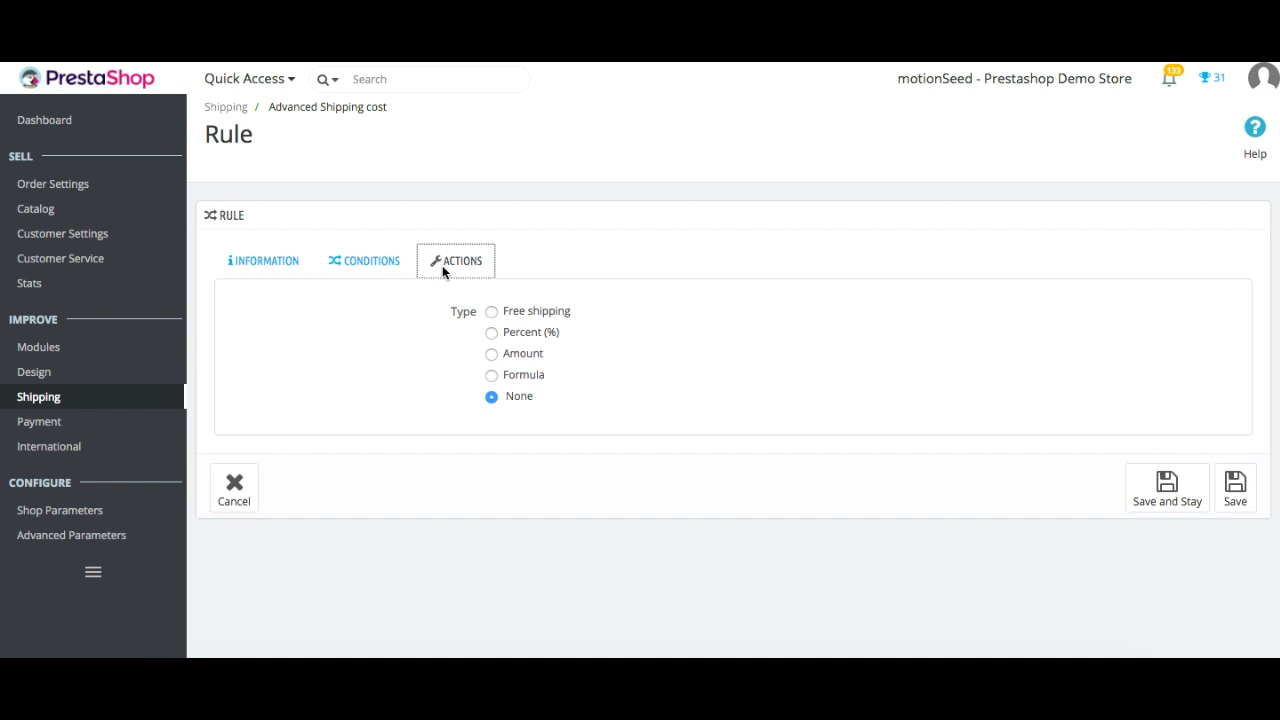 PrestaShop
Quick Access
Search
motionSeed - Prestashop Demo Store
133
31
Shipping / Advanced Shipping cost
Rule
Help
Dashboard
SELL
Order Settings
Catalog
Customer Settings
Customer Service
Stats
IMPROVE
Modules
Design
Shipping
Payment
International
CONFIGURE
Shop Parameters
Advanced Parameters
RULE
INFORMATION
CONDITIONS
ACTIONS
Type
Free shipping
Percent (%)
Amount
Formula
None
Cancel
Save and Stay
Save